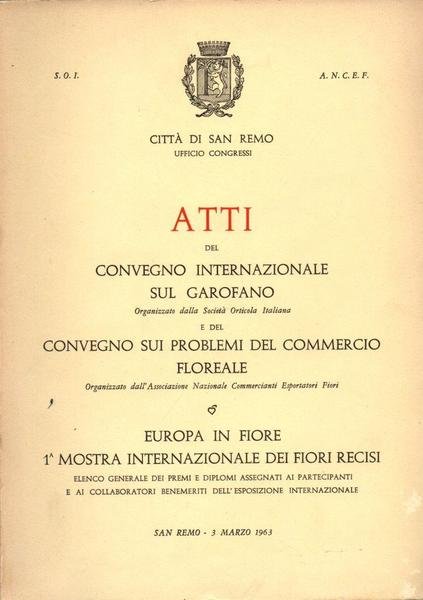 S. O. I.
A. N. C. E. F.
CITTÀ DI SAN REMO
UFFICIO CONGRESSI
ATTI
DEL
CONVEGNO INTERNAZIONALE
SUL GAROFANO
Organizzato dalla Società Orticola Italiana
E DEL
CONVEGNO SUI PROBLEMI DEL COMMERCIO
FLOREALE
Organizzato dall'Associazione Nazionale Commercianti Esportatori Fiori
EUROPA IN FIORE
1ª MOSTRA INTERNAZIONALE DEI FIORI RECISI
ELENCO GENERALE DEI PREMI E DIPLOMI ASSEGNATI AI PARTECIPANTI
E AI COLLABORATORI BENEMERITI DELL'ESPOSIZIONE INTERNAZIONALE
SAN REMO - 3 MARZO 1963